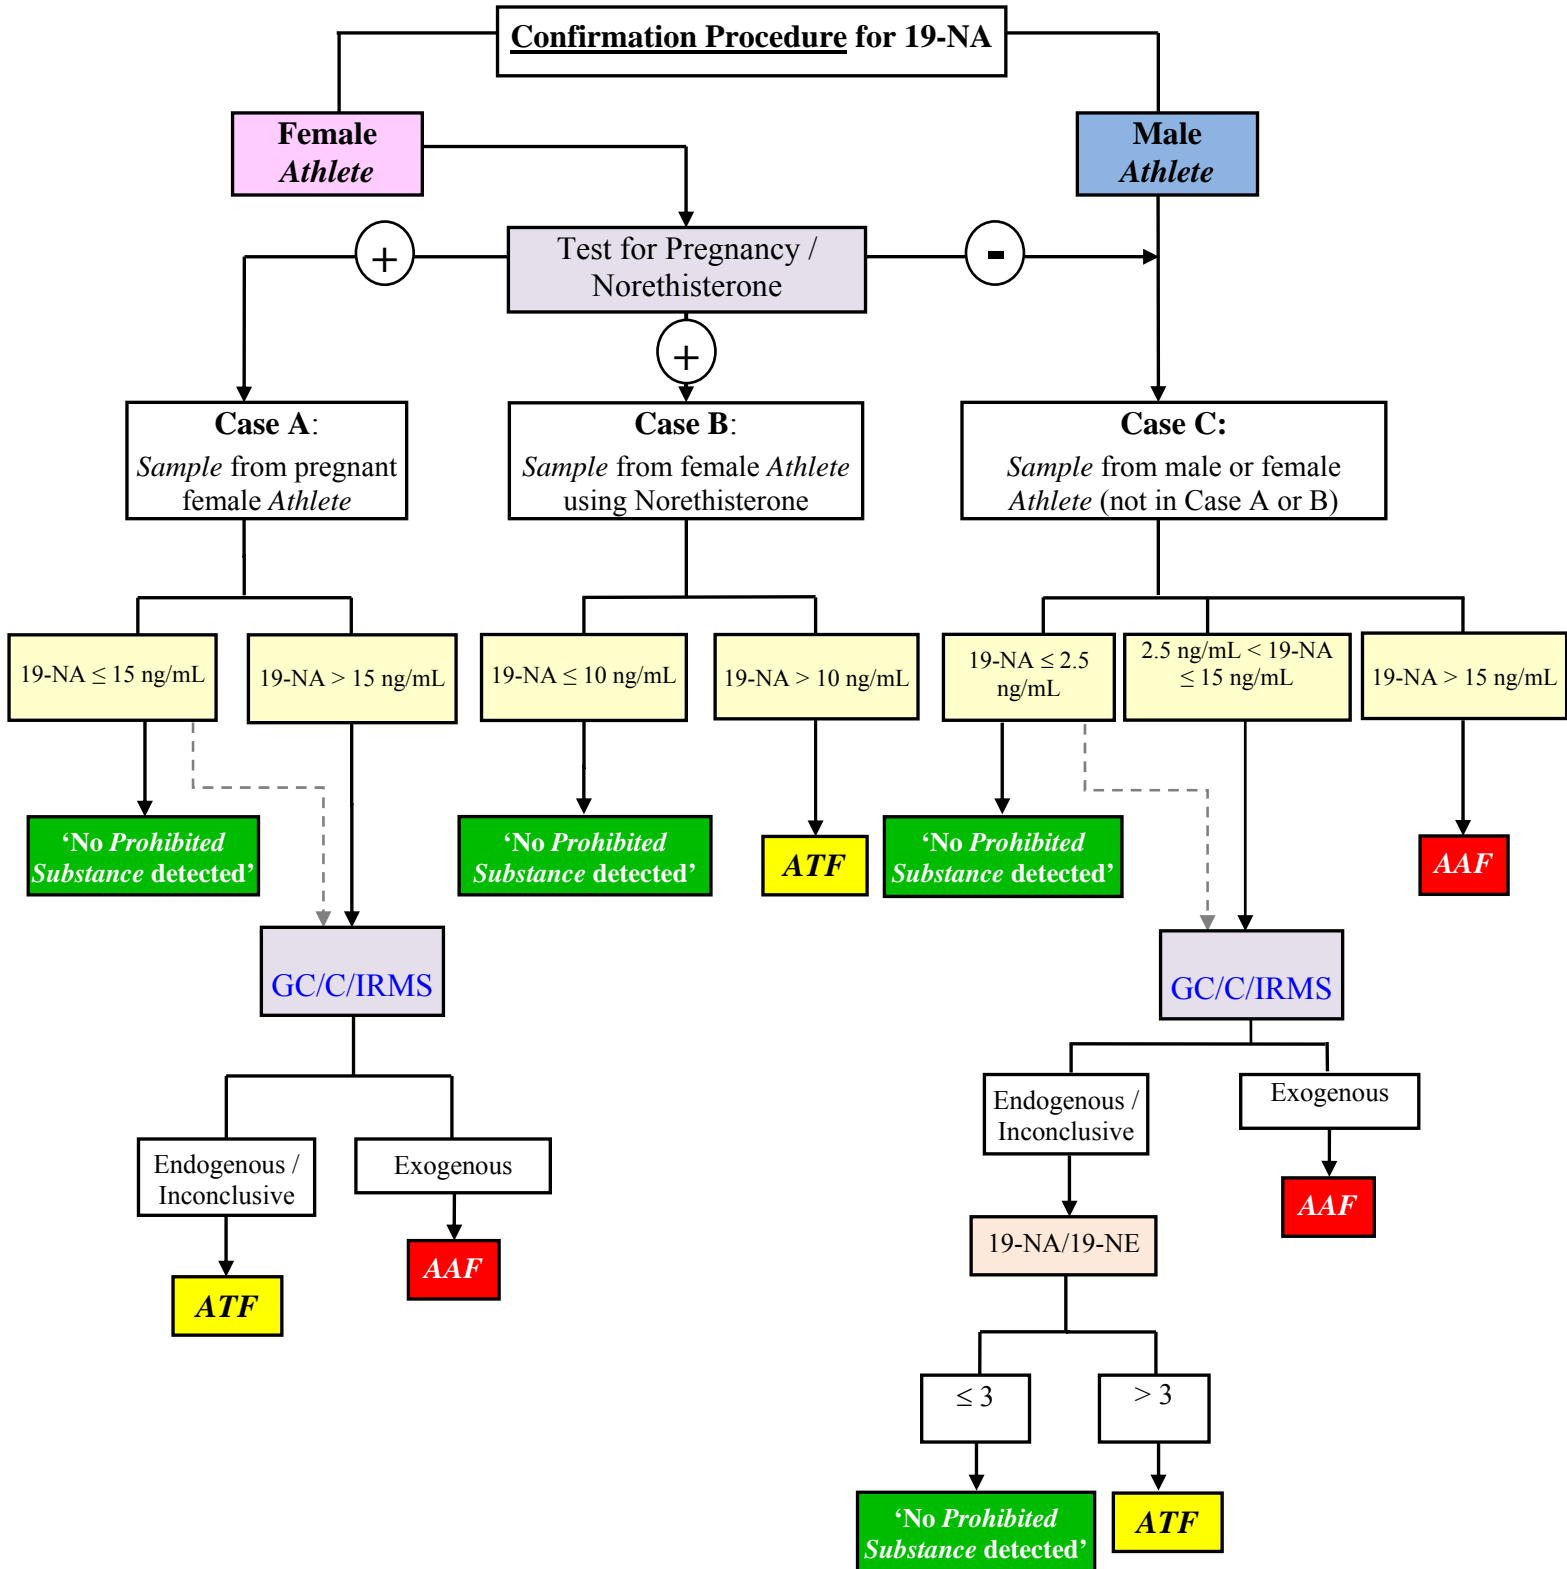 Confirmation Procedure for 19-NA
Female
Athlete
Male
Athlete
Test for Pregnancy /
Norethisterone
+
-
+
Case A:
Sample from pregnant
female Athlete
Case B:
Sample from female Athlete
using Norethisterone
Case C:
Sample from male or female
Athlete (not in Case A or B)
19-NA ≤ 15 ng/mL
19-NA > 15 ng/mL
19-NA ≤ 10 ng/mL
19-NA > 10 ng/mL
19-NA ≤ 2.5
ng/mL
2.5 ng/mL < 19-NA
≤ 15 ng/mL
19-NA > 15 ng/mL
‘No Prohibited
Substance detected’
‘No Prohibited
Substance detected’
ATF
‘No Prohibited
Substance detected’
AAF
GC/C/IRMS
GC/C/IRMS
Endogenous /
Inconclusive
Exogenous
Endogenous /
Inconclusive
Exogenous
ATF
AAF
AAF
19-NA/19-NE
≤ 3
> 3
‘No Prohibited
Substance detected’
ATF